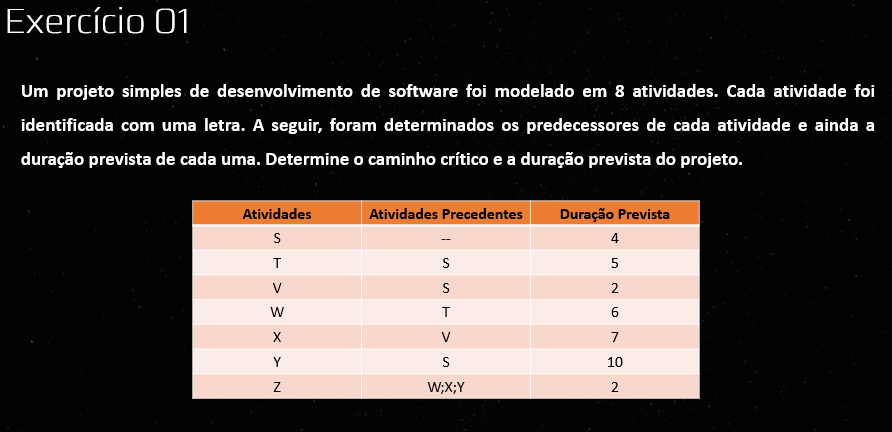 Exercício 01
Um projeto simples de desenvolvimento de software foi modelado em 8 atividades. Cada atividade foi
identificada com uma letra. A seguir, foram determinados os predecessores de cada atividade e ainda a
duração prevista de cada uma. Determine o caminho crítico e a duração prevista do projeto.
Atividades Atividades Precedentes Duração Prevista
S -- 4
T S 5
V S 2
W T 6
X V 7
Y S 10
Z W;X;Y 2